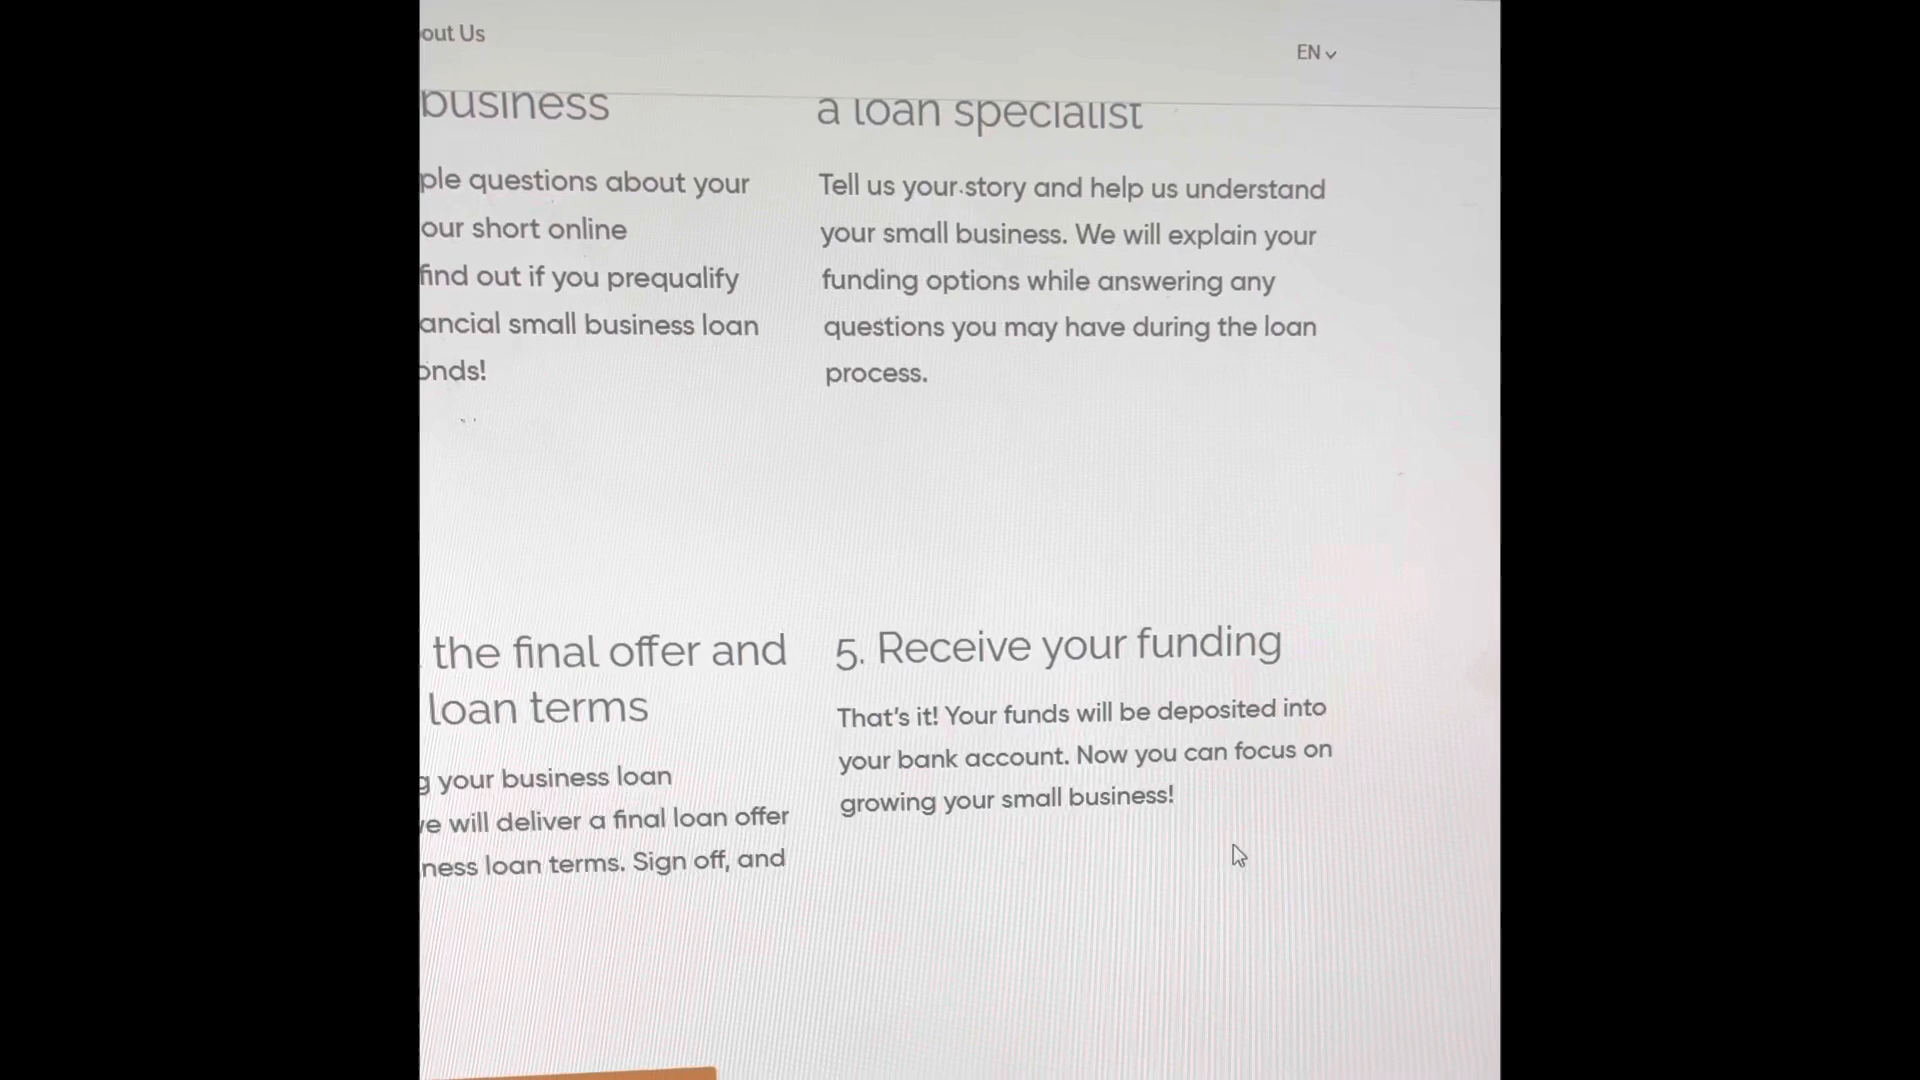 out Us
EN
business
ple questions about your
our short online
find out if you prequalify
ancial small business loan
onds!
a loan specialist
Tell us your story and help us understand
your small business. We will explain your
funding options while answering any
questions you may have during the loan
process.
the final offer and
loan terms
g your business loan
ve will deliver a final loan offer
ness loan terms. Sign off, and
5. Receive your funding
That's it! Your funds will be deposited into
your bank account. Now you can focus on
growing your small business!